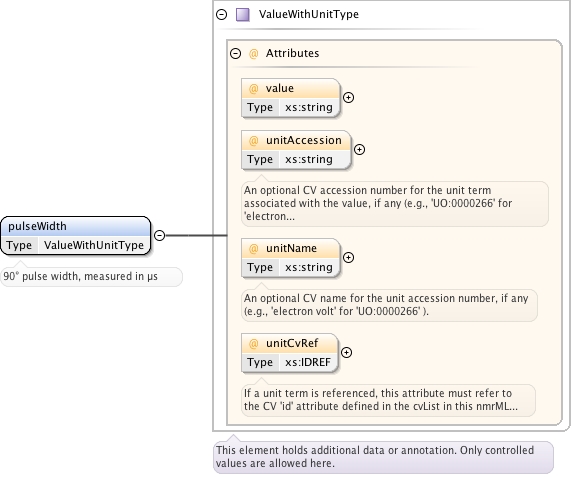 ValueWithUnitType
@ Attributes
@ value
Type xs:string
@ unitAccession
Type xs:string
An optional CV accession number for the unit term
associated with the value, if any (e.g., 'UO:0000266' for
'electron...
pulseWidth
Type ValueWithUnitType
90° pulse width, measured in µs
@ unitName
Type xs:string
An optional CV name for the unit accession number, if any
(e.g., 'electron volt' for 'UO:0000266' ).
@ unitCvRef
Type xs:IDREF
If a unit term is referenced, this attribute must refer to
the CV 'id' attribute defined in the cvList in this nmrML...
This element holds additional data or annotation. Only controlled
values are allowed here.